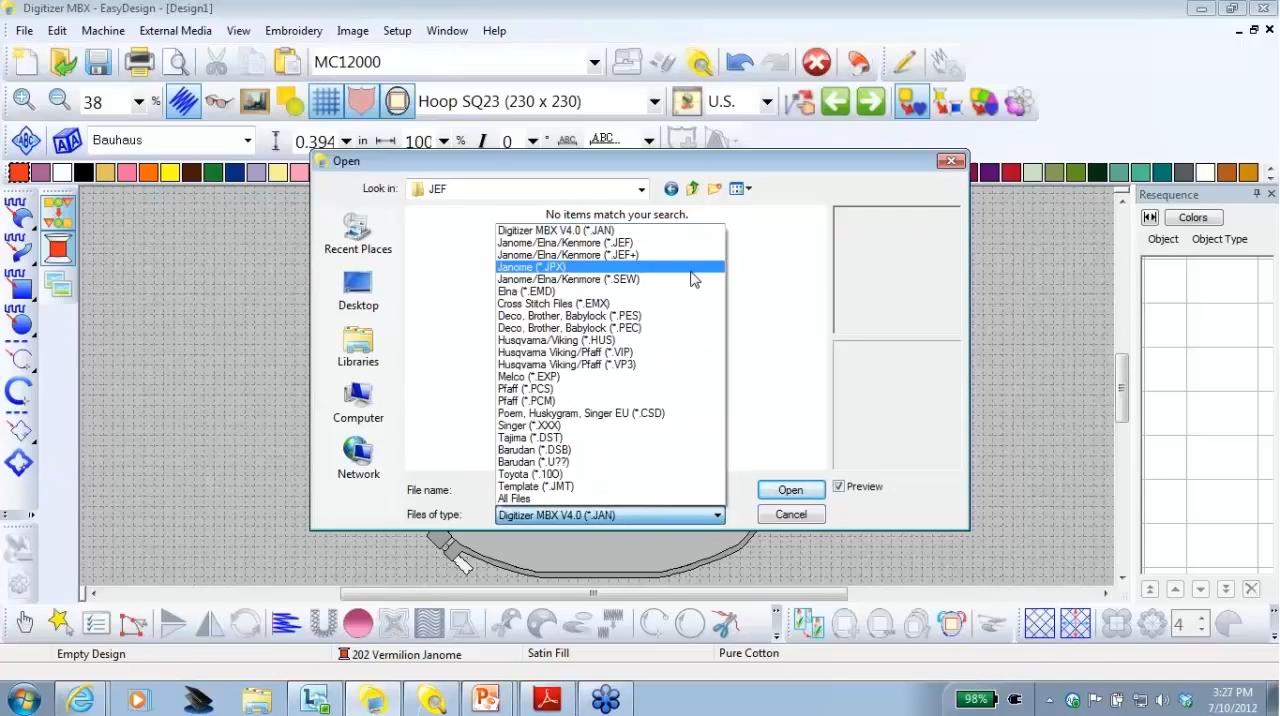 Digitizer MBX - EasyDesign - [Design1]
File Edit Machine External Media View Embroidery Image Setup Window Help
MC12000
38 % Hoop SQ23 (230 x 230) U.S.
Bauhaus 0.394 in 100 % I 0 ° ABC ABC
Open
Look in: JEF
No items match your search.
Recent Places
Desktop
Libraries
Computer
Network
Digitizer MBX V4.0 (*.JAN)
Janome/Elna/Kenmore (*.JEF)
Janome/Elna/Kenmore (*.JEF+)
Janome (*.JPX)
Janome/Elna/Kenmore (*.SEW)
Elna (*.EMD)
Cross Stitch Files (*.EMX)
Deco, Brother, Babylock (*.PES)
Deco, Brother, Babylock (*.PEC)
Husqvarna/Viking (*.HUS)
Husqvarna Viking/Pfaff (*.VIP)
Husqvarna Viking/Pfaff (*.VP3)
Melco (*.EXP)
Pfaff (*.PCS)
Pfaff (*.PCM)
Poem, Huskygram, Singer EU (*.CSD)
Singer (*.XXX)
Tajima (*.DST)
Barudan (*.DSB)
Barudan (*.U??)
Toyota (*.10O)
Template (*.JMT)
All Files
File name:
Open
Preview
Files of type: Digitizer MBX V4.0 (*.JAN)
Cancel
Resequence
Colors
Object Object Type
4
Empty Design 202 Vermilion Janome Satin Fill Pure Cotton
98%
3:27 PM
7/10/2012